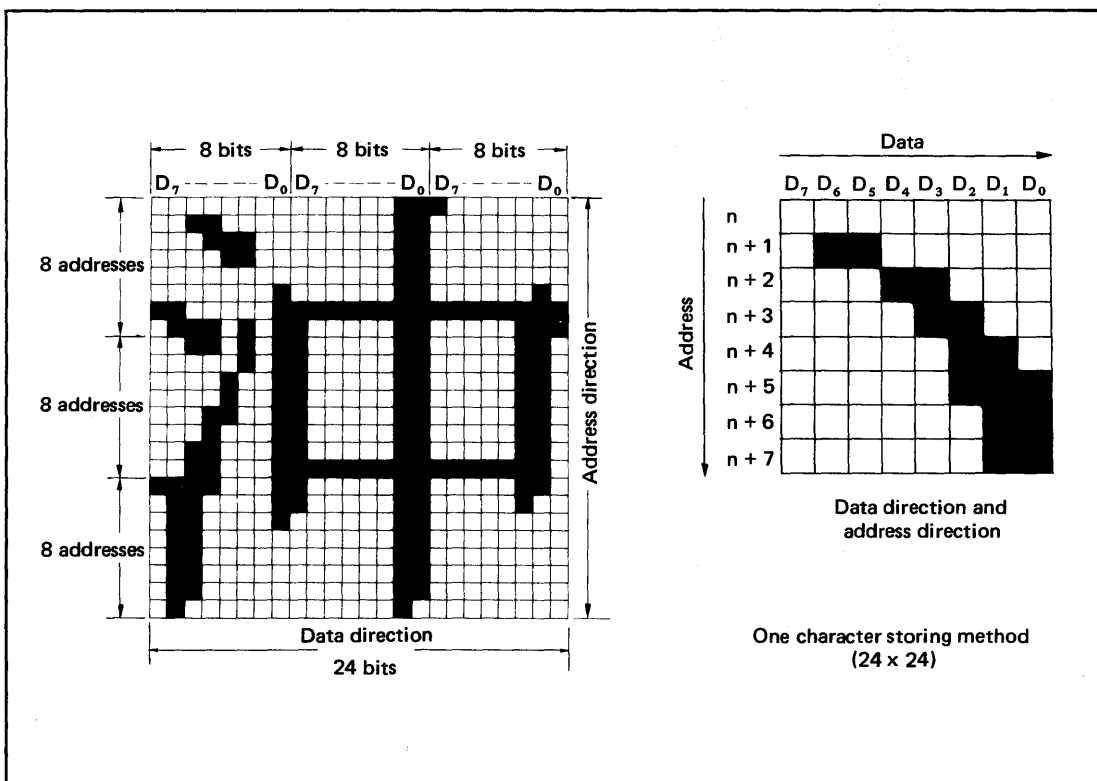 8 bits 8 bits 8 bits
D₇ D₀ D₇ D₀ D₇ D₀
8 addresses
8 addresses
8 addresses
Address direction
Data direction
24 bits
Data
D₇ D₆ D₅ D₄ D₃ D₂ D₁ D₀
Address
n
n + 1
n + 2
n + 3
n + 4
n + 5
n + 6
n + 7
Data direction and
address direction
One character storing method
(24 x 24)
沖